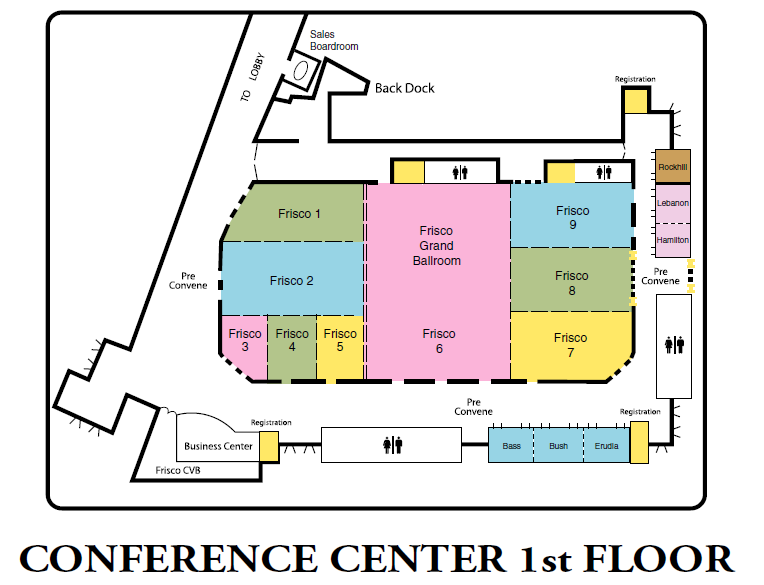 Sales
Boardroom
TO LOBBY
Back Dock
Registration
Rockhill
Lebanon
Hamilton
Frisco 1
Frisco
Grand
Ballroom
Frisco
9
Frisco 2
Frisco
8
Pre
Convene
Pre
Convene
Frisco
3
Frisco
4
Frisco
5
Frisco
6
Frisco
7
Pre
Convene
Registration
Registration
Business Center
Bass
Bush
Erudia
Frisco CVB
CONFERENCE CENTER 1st FLOOR